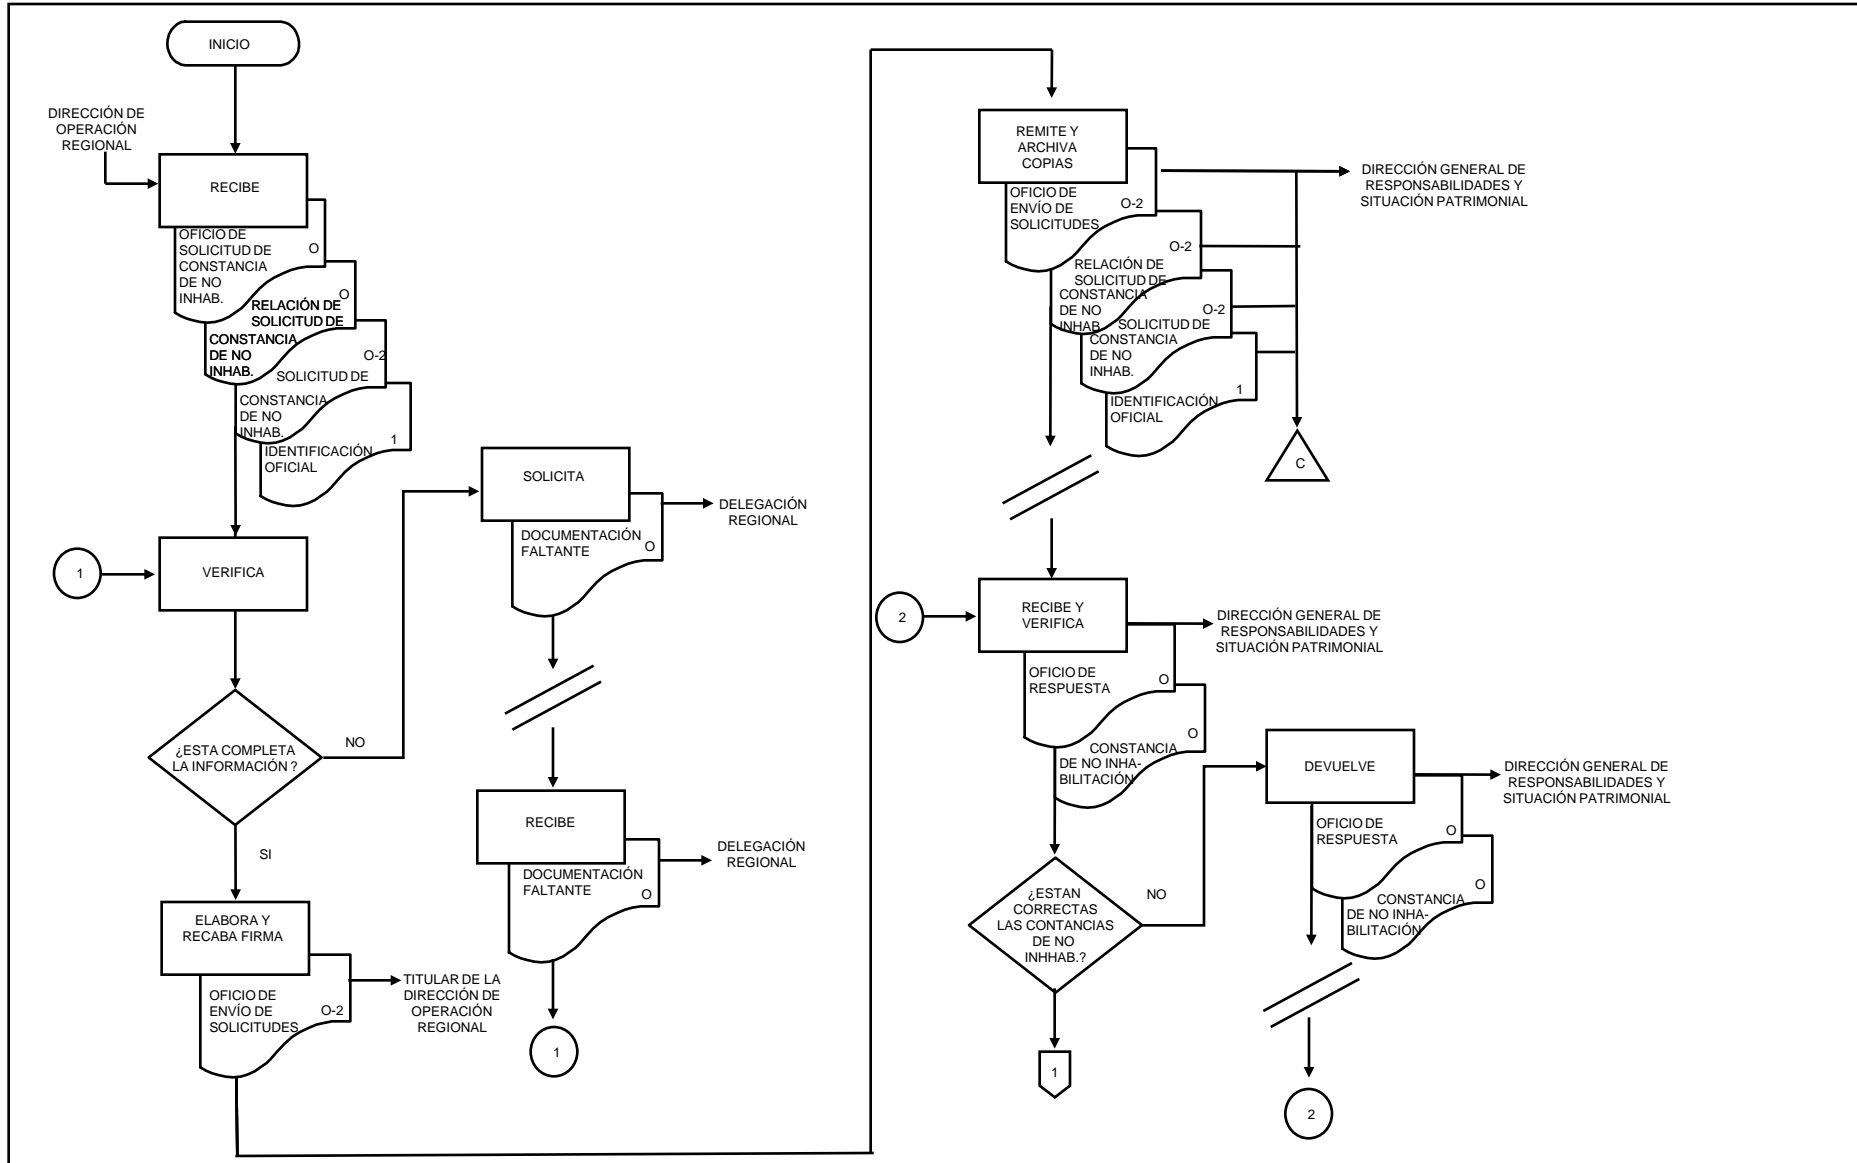 INICIO
DIRECCIÓN DE
OPERACIÓN
REGIONAL
RECIBE
OFICIO DE
SOLICITUD DE
CONSTANCIA
DE NO
INHAB.
O
RELACIÓN DE
SOLICITUD DE
CONSTANCIA
DE NO
INHAB.
O
SOLICITUD DE
CONSTANCIA
DE NO
INHAB.
O-2
IDENTIFICACIÓN
OFICIAL
1
1
VERIFICA
¿ESTA COMPLETA
LA INFORMACIÓN ?
NO
SI
SOLICITA
DOCUMENTACIÓN
FALTANTE
O
DELEGACIÓN
REGIONAL
RECIBE
DOCUMENTACIÓN
FALTANTE
O
DELEGACIÓN
REGIONAL
1
ELABORA Y
RECABA FIRMA
OFICIO DE
ENVÍO DE
SOLICITUDES
O-2
TITULAR DE LA
DIRECCIÓN DE
OPERACIÓN
REGIONAL
REMITE Y
ARCHIVA
COPIAS
OFICIO DE
ENVÍO DE
SOLICITUDES
O-2
DIRECCIÓN GENERAL DE
RESPONSABILIDADES Y
SITUACIÓN PATRIMONIAL
RELACIÓN DE
SOLICITUD DE
CONSTANCIA
DE NO
INHAB.
O-2
SOLICITUD DE
CONSTANCIA
DE NO
INHAB.
O-2
IDENTIFICACIÓN
OFICIAL
1
C
2
RECIBE Y
VERIFICA
DIRECCIÓN GENERAL DE
RESPONSABILIDADES Y
SITUACIÓN PATRIMONIAL
OFICIO DE
RESPUESTA
O
CONSTANCIA
DE NO INHA-
BILITACIÓN
O
¿ESTAN
CORRECTAS
LAS CONTANCIAS
DE NO
INHHAB.?
NO
1
DEVUELVE
DIRECCIÓN GENERAL DE
RESPONSABILIDADES Y
SITUACIÓN PATRIMONIAL
OFICIO DE
RESPUESTA
O
CONSTANCIA
DE NO INHA-
BILITACIÓN
O
2